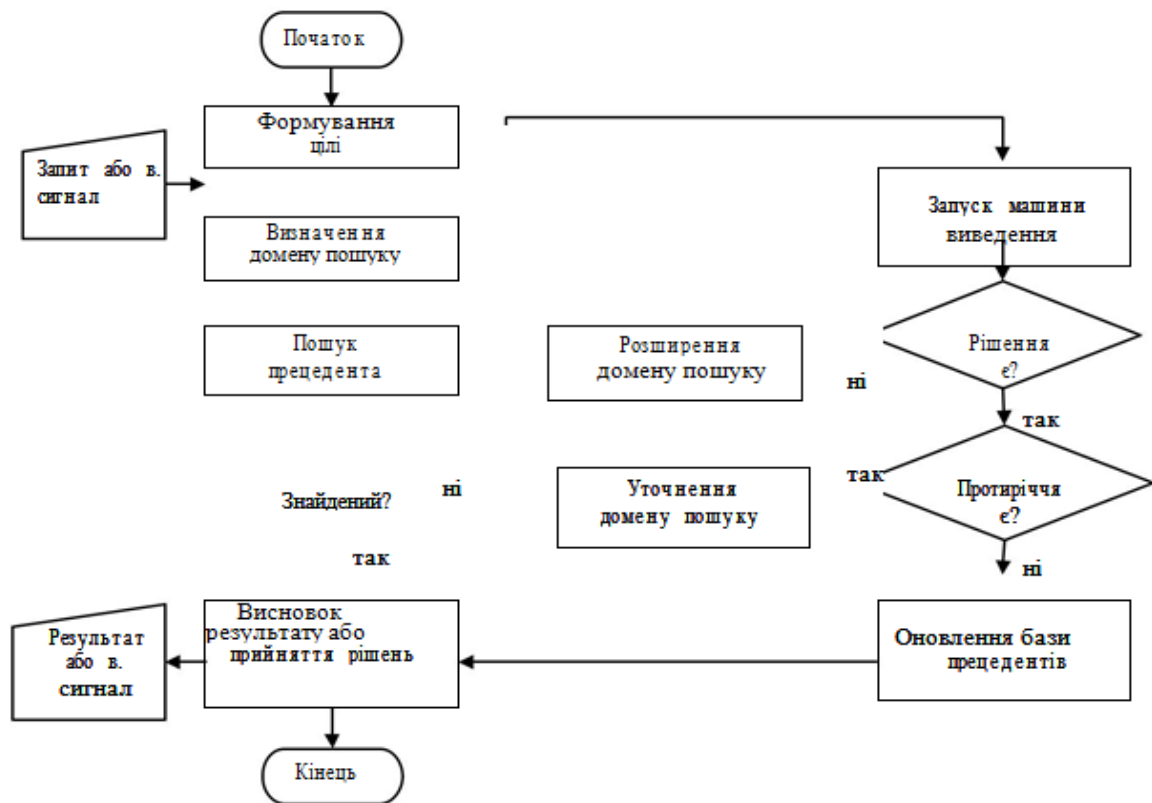 Початок
Формування
цілі
Запит або в.
сигнал
Запуск машини
виведення
Визначення
домену пошуку
Пошук
прецедента
Розширення
домену пошуку
ні
Рішення
є?
так
Знайдений?
ні
Уточнення
домену пошуку
так
Протиріччя
є?
так
ні
Висновок
результату або
прийняття рішень
Результат
або в.
сигнал
Оновлення бази
прецедентів
Кінець